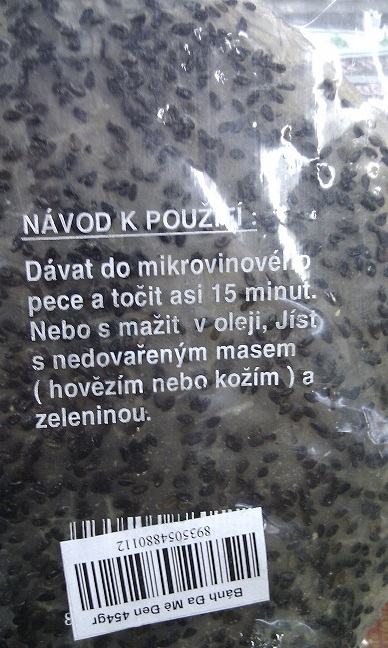 NÁVOD K POUŽITÍ :
Dávat do mikrovinového
pece a točit asi 15 minut.
Nebo s mažit v oleji, Jíst
s nedovařeným masem
( hovězím nebo kožím ) a
zeleninou.
8935054880112
Bánh Đa Mè Đen 454gr